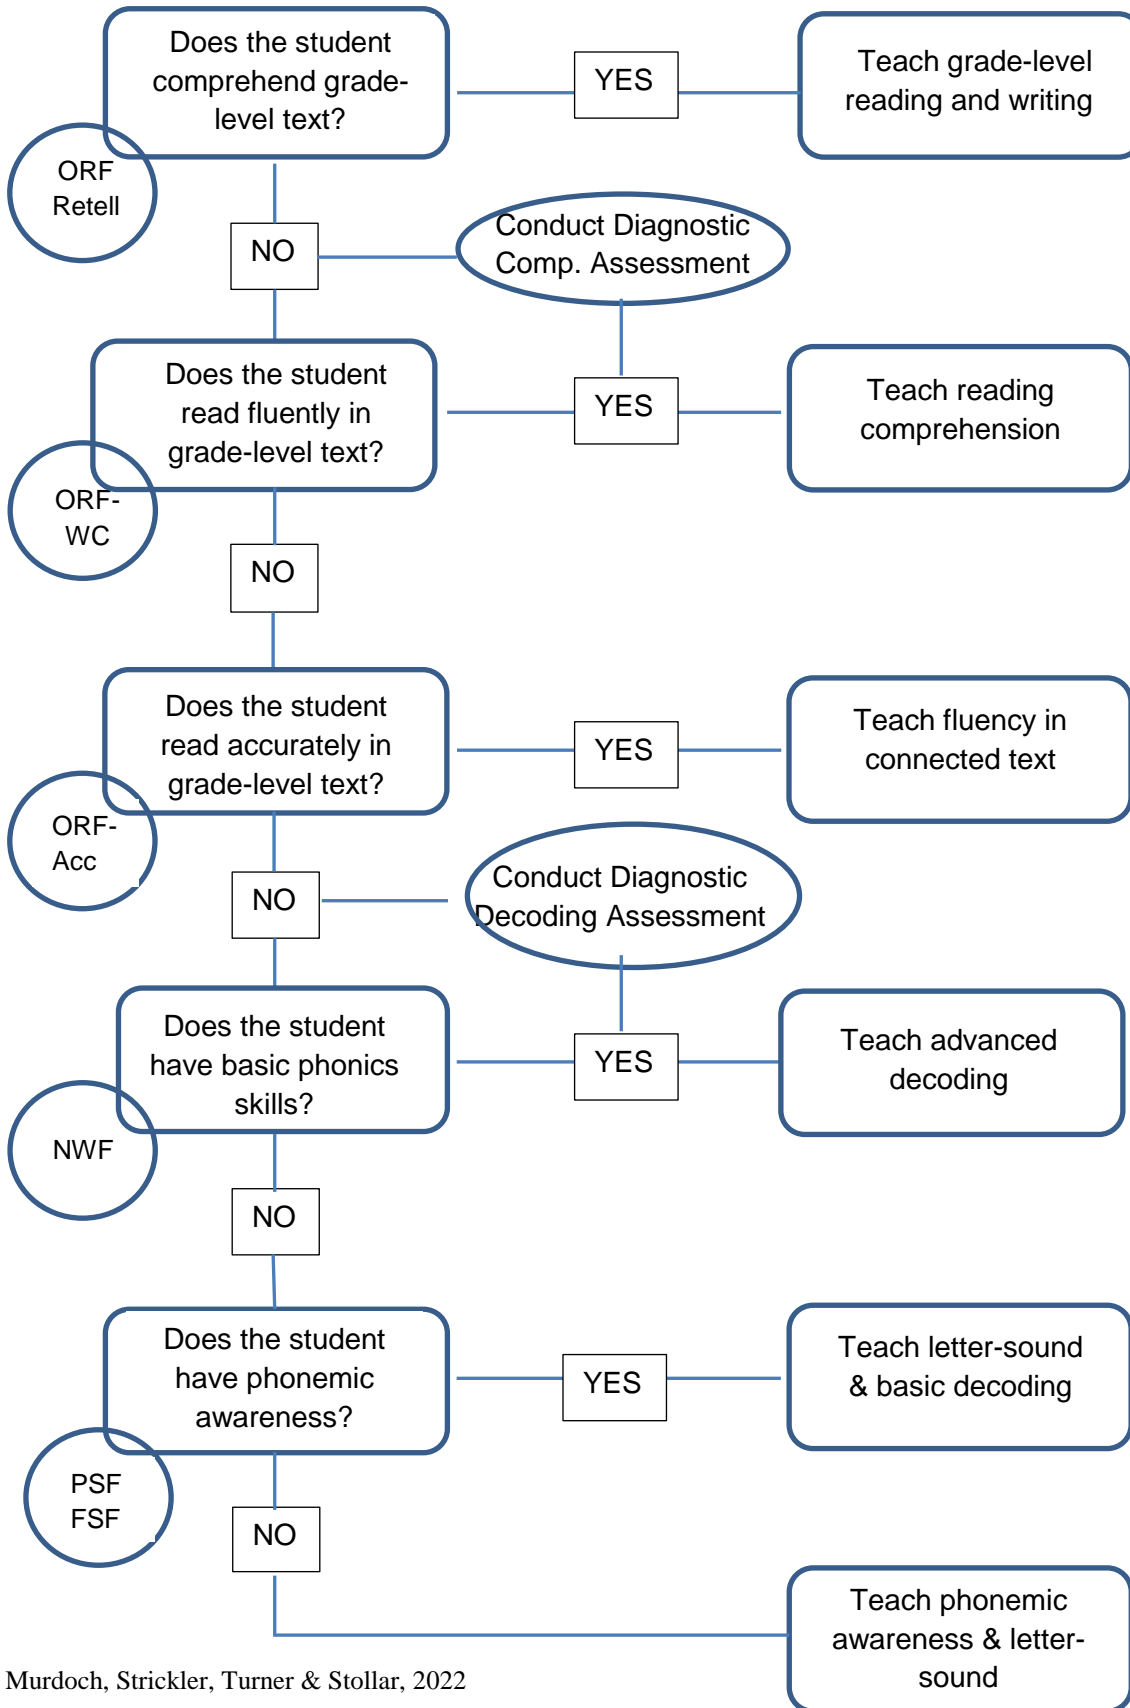 Does the student
comprehend grade-
level text?
YES
Teach grade-level
reading and writing
ORF
Retell
NO
Conduct Diagnostic
Comp. Assessment
Does the student
read fluently in
grade-level text?
YES
Teach reading
comprehension
ORF-
WC
NO
Does the student
read accurately in
grade-level text?
YES
Teach fluency in
connected text
ORF-
Acc
NO
Conduct Diagnostic
Decoding Assessment
Does the student
have basic phonics
skills?
YES
Teach advanced
decoding
NWF
NO
Does the student
have phonemic
awareness?
YES
Teach letter-sound
& basic decoding
PSF
FSF
NO
Teach phonemic
awareness & letter-
sound
Murdoch, Strickler, Turner & Stollar, 2022